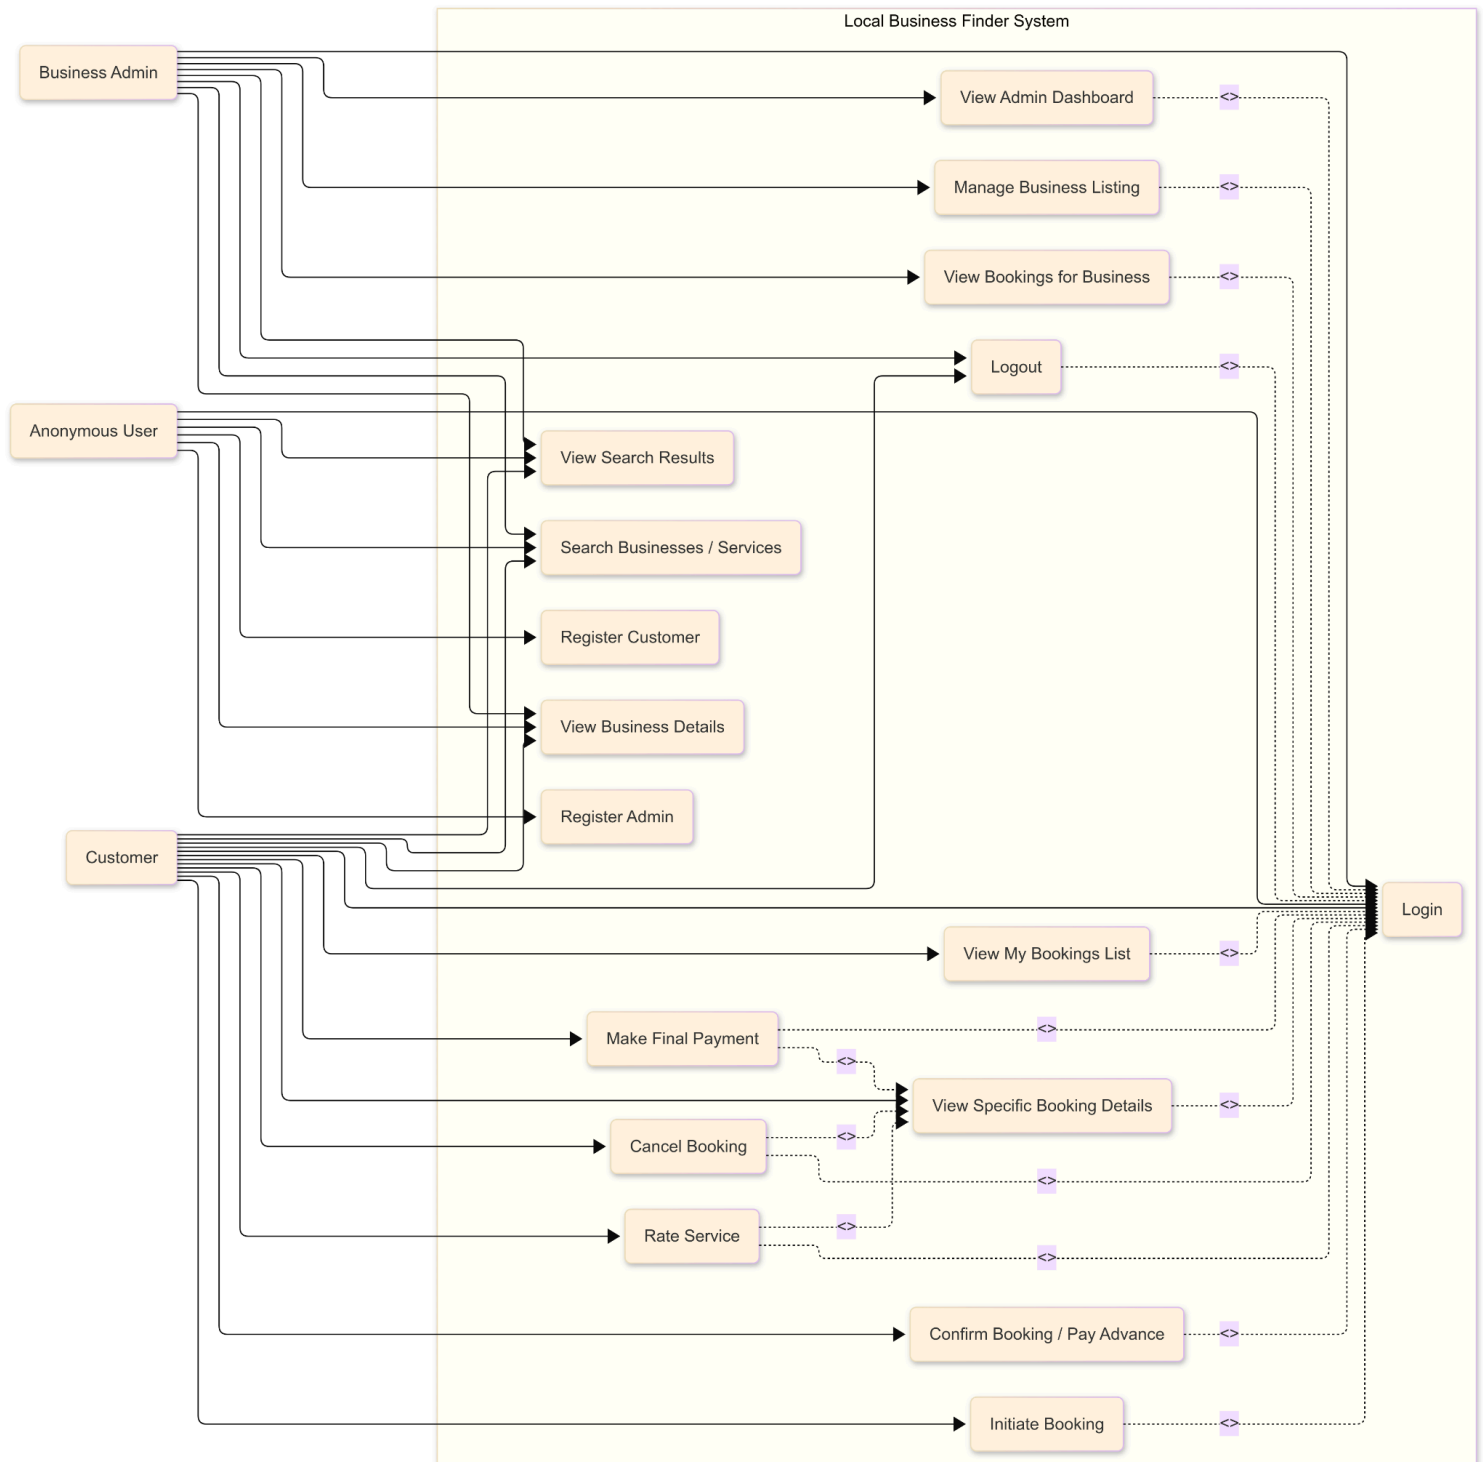 Local Business Finder System
Business Admin
View Admin Dashboard
<>
Manage Business Listing
<>
View Bookings for Business
<>
Logout
<>
Anonymous User
View Search Results
Search Businesses / Services
Register Customer
View Business Details
Register Admin
Customer
Login
View My Bookings List
<>
Make Final Payment
<>
<>
View Specific Booking Details
<>
Cancel Booking
<>
<>
Rate Service
<>
<>
Confirm Booking / Pay Advance
<>
Initiate Booking
<>